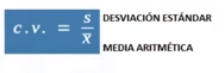 DESVIACIÓN ESTÁNDAR
c.v. = s / x̅
MEDIA ARITMÉTICA